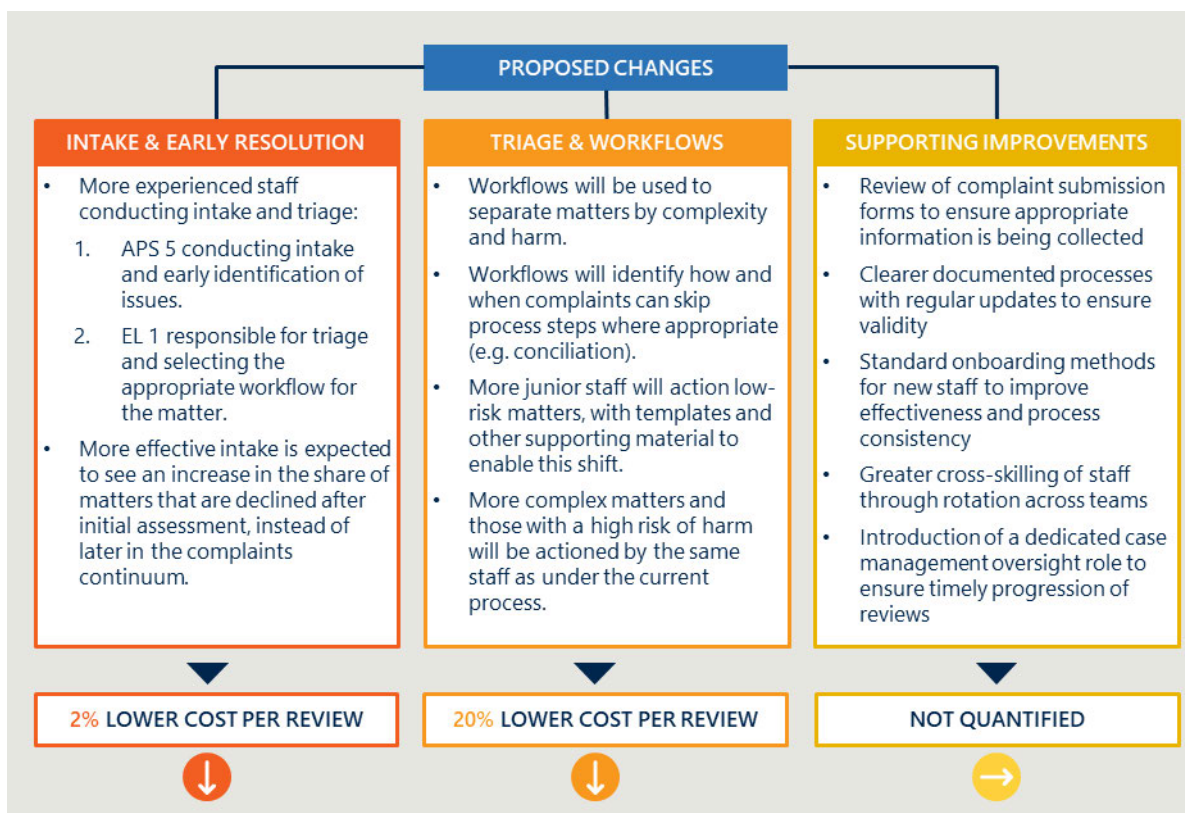 PROPOSED CHANGES
INTAKE & EARLY RESOLUTION
• More experienced staff
conducting intake and triage:
1. APS 5 conducting intake
and early identification of
issues.
2. EL 1 responsible for triage
and selecting the
appropriate workflow for
the matter.
• More effective intake is expected
to see an increase in the share of
matters that are declined after
initial assessment, instead of
later in the complaints
continuum.
2% LOWER COST PER REVIEW
TRIAGE & WORKFLOWS
• Workflows will be used to
separate matters by complexity
and harm.
• Workflows will identify how and
when complaints can skip
process steps where appropriate
(e.g. conciliation).
• More junior staff will action low-
risk matters, with templates and
other supporting material to
enable this shift.
• More complex matters and
those with a high risk of harm
will be actioned by the same
staff as under the current
process.
20% LOWER COST PER REVIEW
SUPPORTING IMPROVEMENTS
• Review of complaint submission
forms to ensure appropriate
information is being collected
• Clearer documented processes
with regular updates to ensure
validity
• Standard onboarding methods
for new staff to improve
effectiveness and process
consistency
• Greater cross-skilling of staff
through rotation across teams
• Introduction of a dedicated case
management oversight role to
ensure timely progression of
reviews
NOT QUANTIFIED